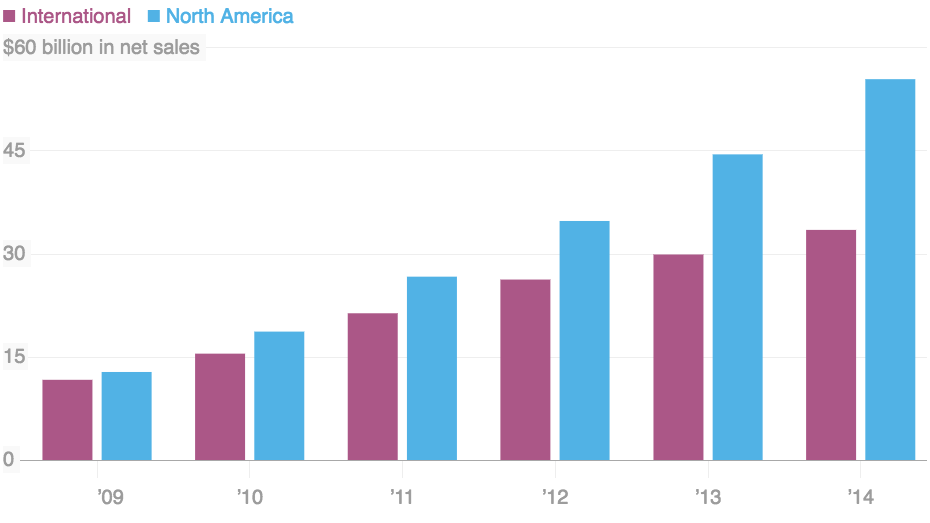 International North America
$60 billion in net sales
45
30
15
0
’09 ’10 ’11 ’12 ’13 ’14